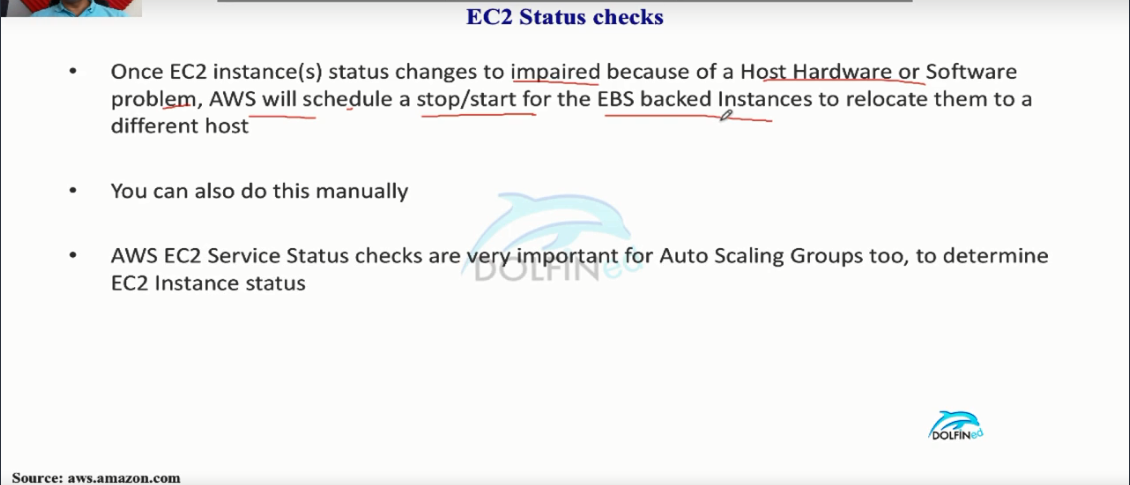 EC2 Status checks
• Once EC2 instance(s) status changes to impaired because of a Host Hardware or Software
problem, AWS will schedule a stop/start for the EBS backed Instances to relocate them to a
different host
• You can also do this manually
• AWS EC2 Service Status checks are very important for Auto Scaling Groups too, to determine
EC2 Instance status
DOLFINed
DOLFINed
Source: aws.amazon.com